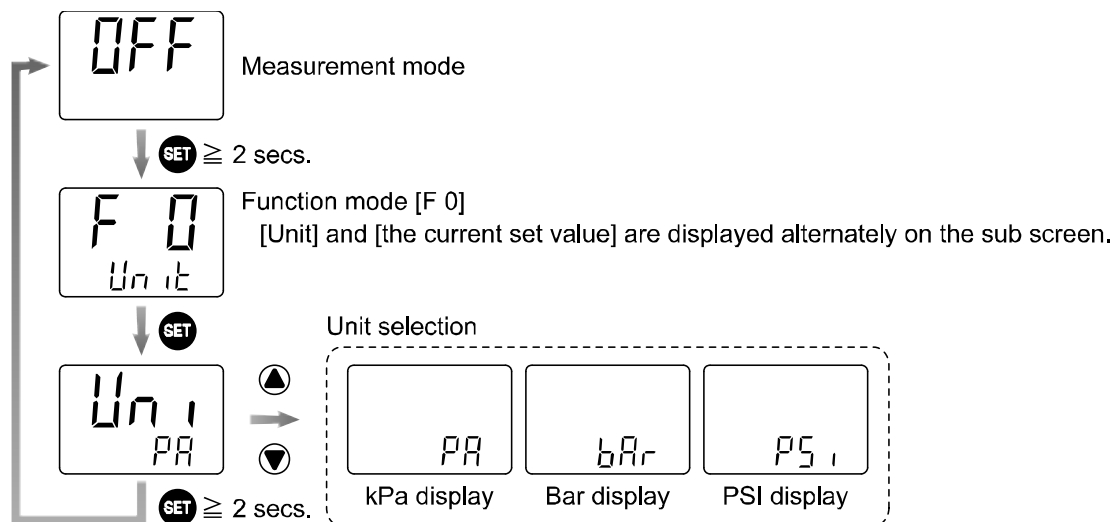 OFF
Measurement mode
SET ≧ 2 secs.
F 0
Unit
Function mode [F 0]
[Unit] and [the current set value] are displayed alternately on the sub screen.
SET
Unit selection
Uni
PA
PA
bAr
PSi
kPa display
Bar display
PSI display
SET ≧ 2 secs.